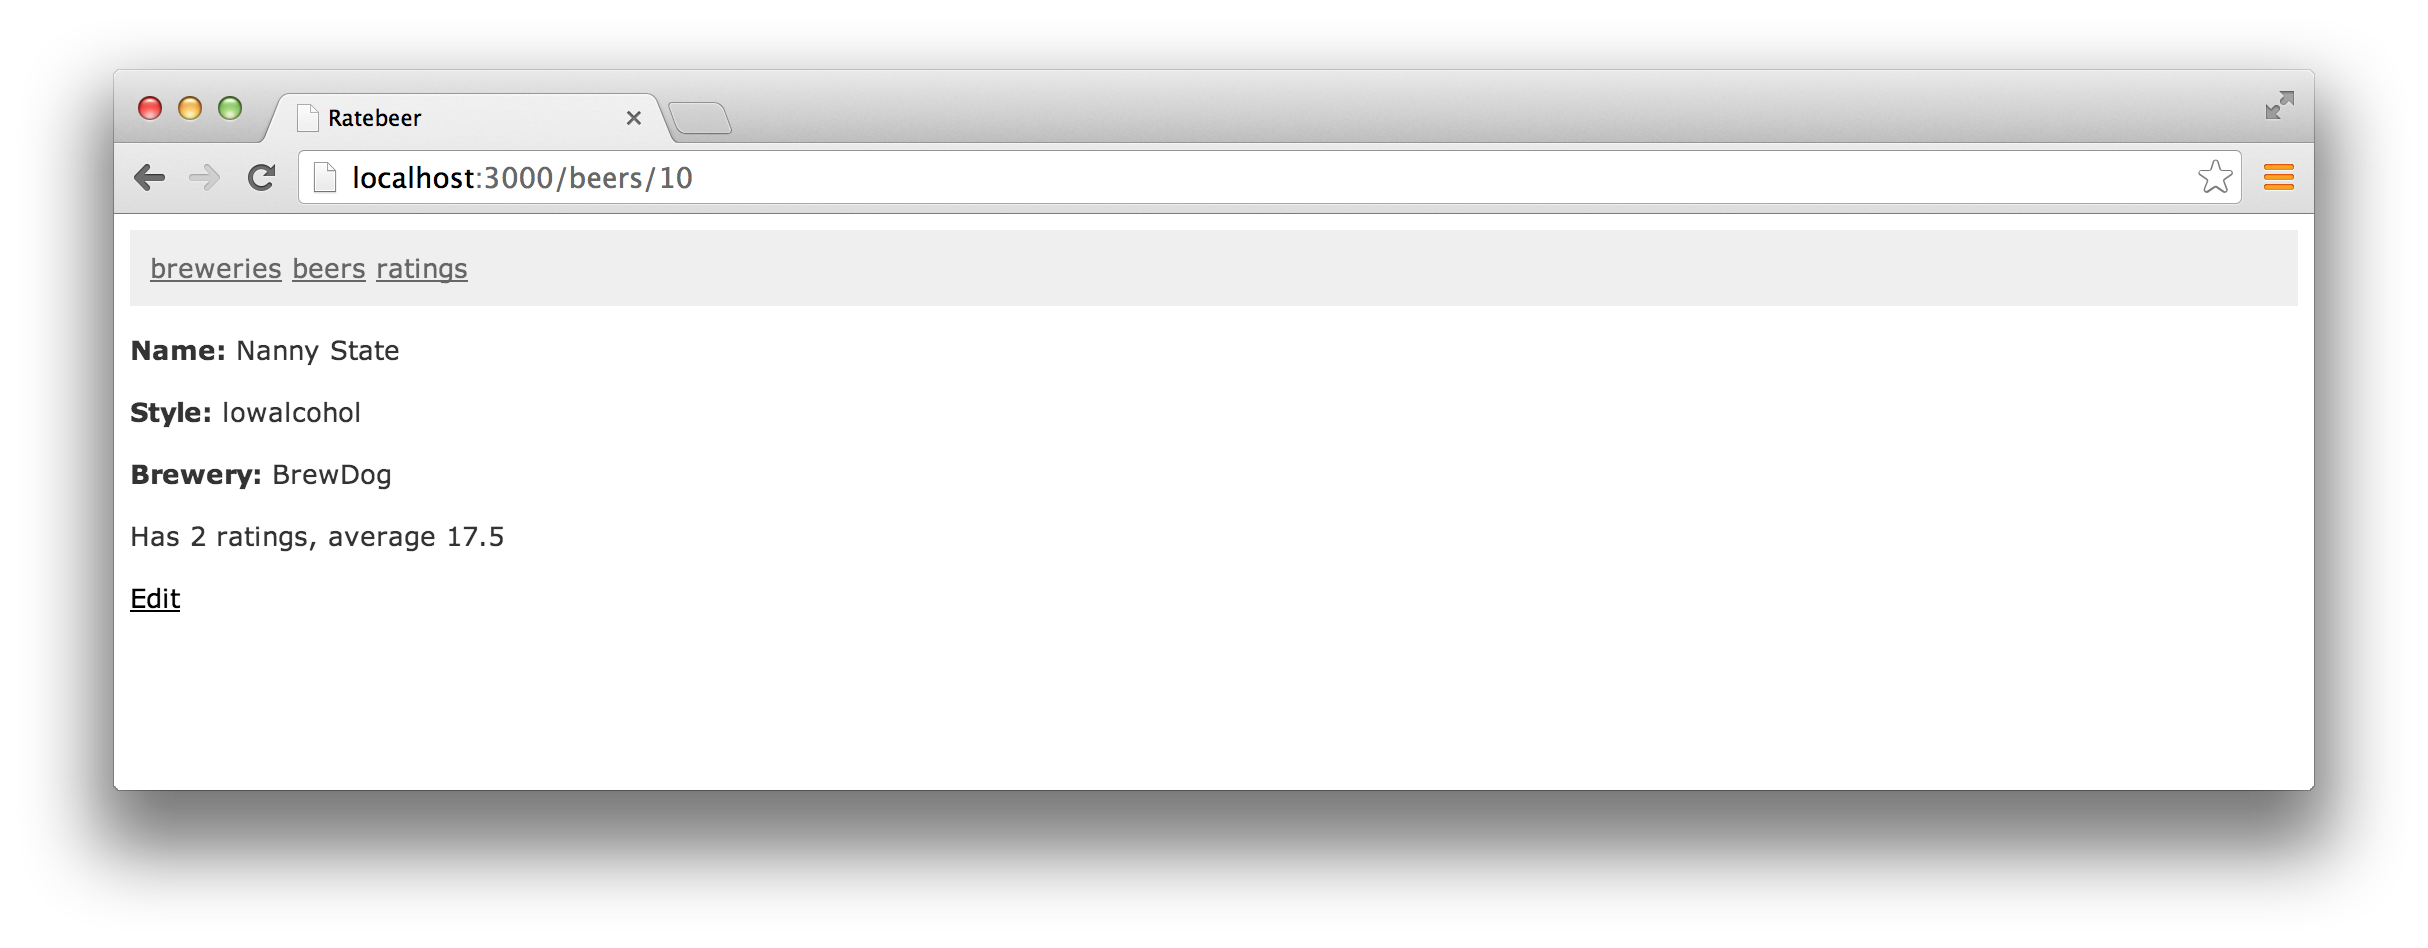 Ratebeer
localhost:3000/beers/10
breweries beers ratings
Name: Nanny State
Style: lowalcohol
Brewery: BrewDog
Has 2 ratings, average 17.5
Edit